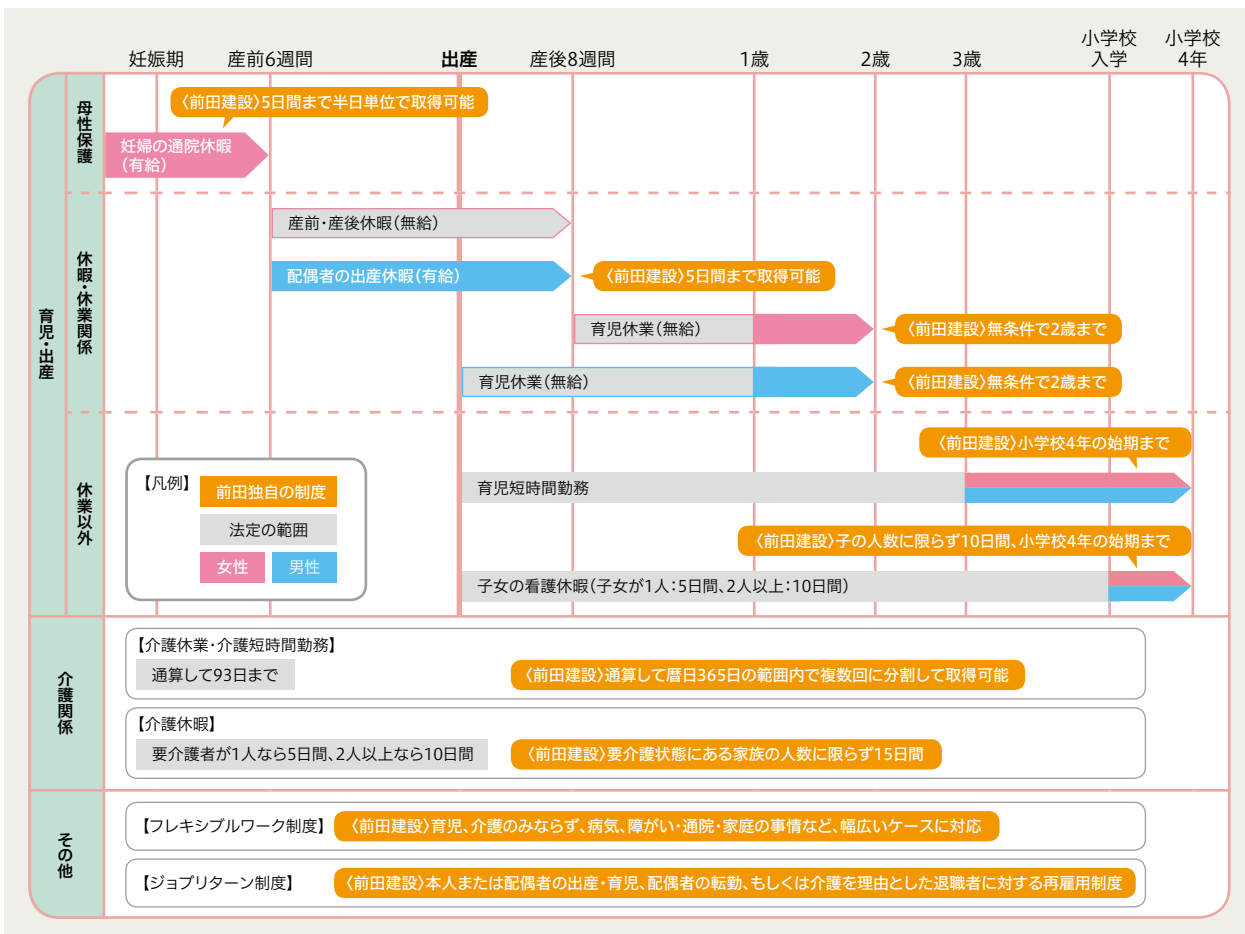 妊娠期
産前6週間
出産
産後8週間
1歳
2歳
3歳
小学校
入学
小学校
4年
育児・出産
母性保護
〈前田建設〉5日間まで半日単位で取得可能
妊婦の通院休暇
(有給)
休暇・休業関係
産前・産後休暇(無給)
配偶者の出産休暇(有給)
〈前田建設〉5日間まで取得可能
育児休業(無給)
〈前田建設〉無条件で2歳まで
育児休業(無給)
〈前田建設〉無条件で2歳まで
休業以外
〈前田建設〉小学校4年の始期まで
育児短時間勤務
〈前田建設〉子の人数に限らず10日間、小学校4年の始期まで
子女の看護休暇(子女が1人:5日間、2人以上:10日間)
【凡例】
前田独自の制度
法定の範囲
女性
男性
介護関係
【介護休業・介護短時間勤務】
通算して93日まで
〈前田建設〉通算して暦日365日の範囲内で複数回に分割して取得可能
【介護休暇】
要介護者が1人なら5日間、2人以上なら10日間
〈前田建設〉要介護状態にある家族の人数に限らず15日間
その他
【フレキシブルワーク制度】
〈前田建設〉育児、介護のみならず、病気、障がい・通院・家庭の事情など、幅広いケースに対応
【ジョブリターン制度】
〈前田建設〉本人または配偶者の出産・育児、配偶者の転勤、もしくは介護を理由とした退職者に対する再雇用制度